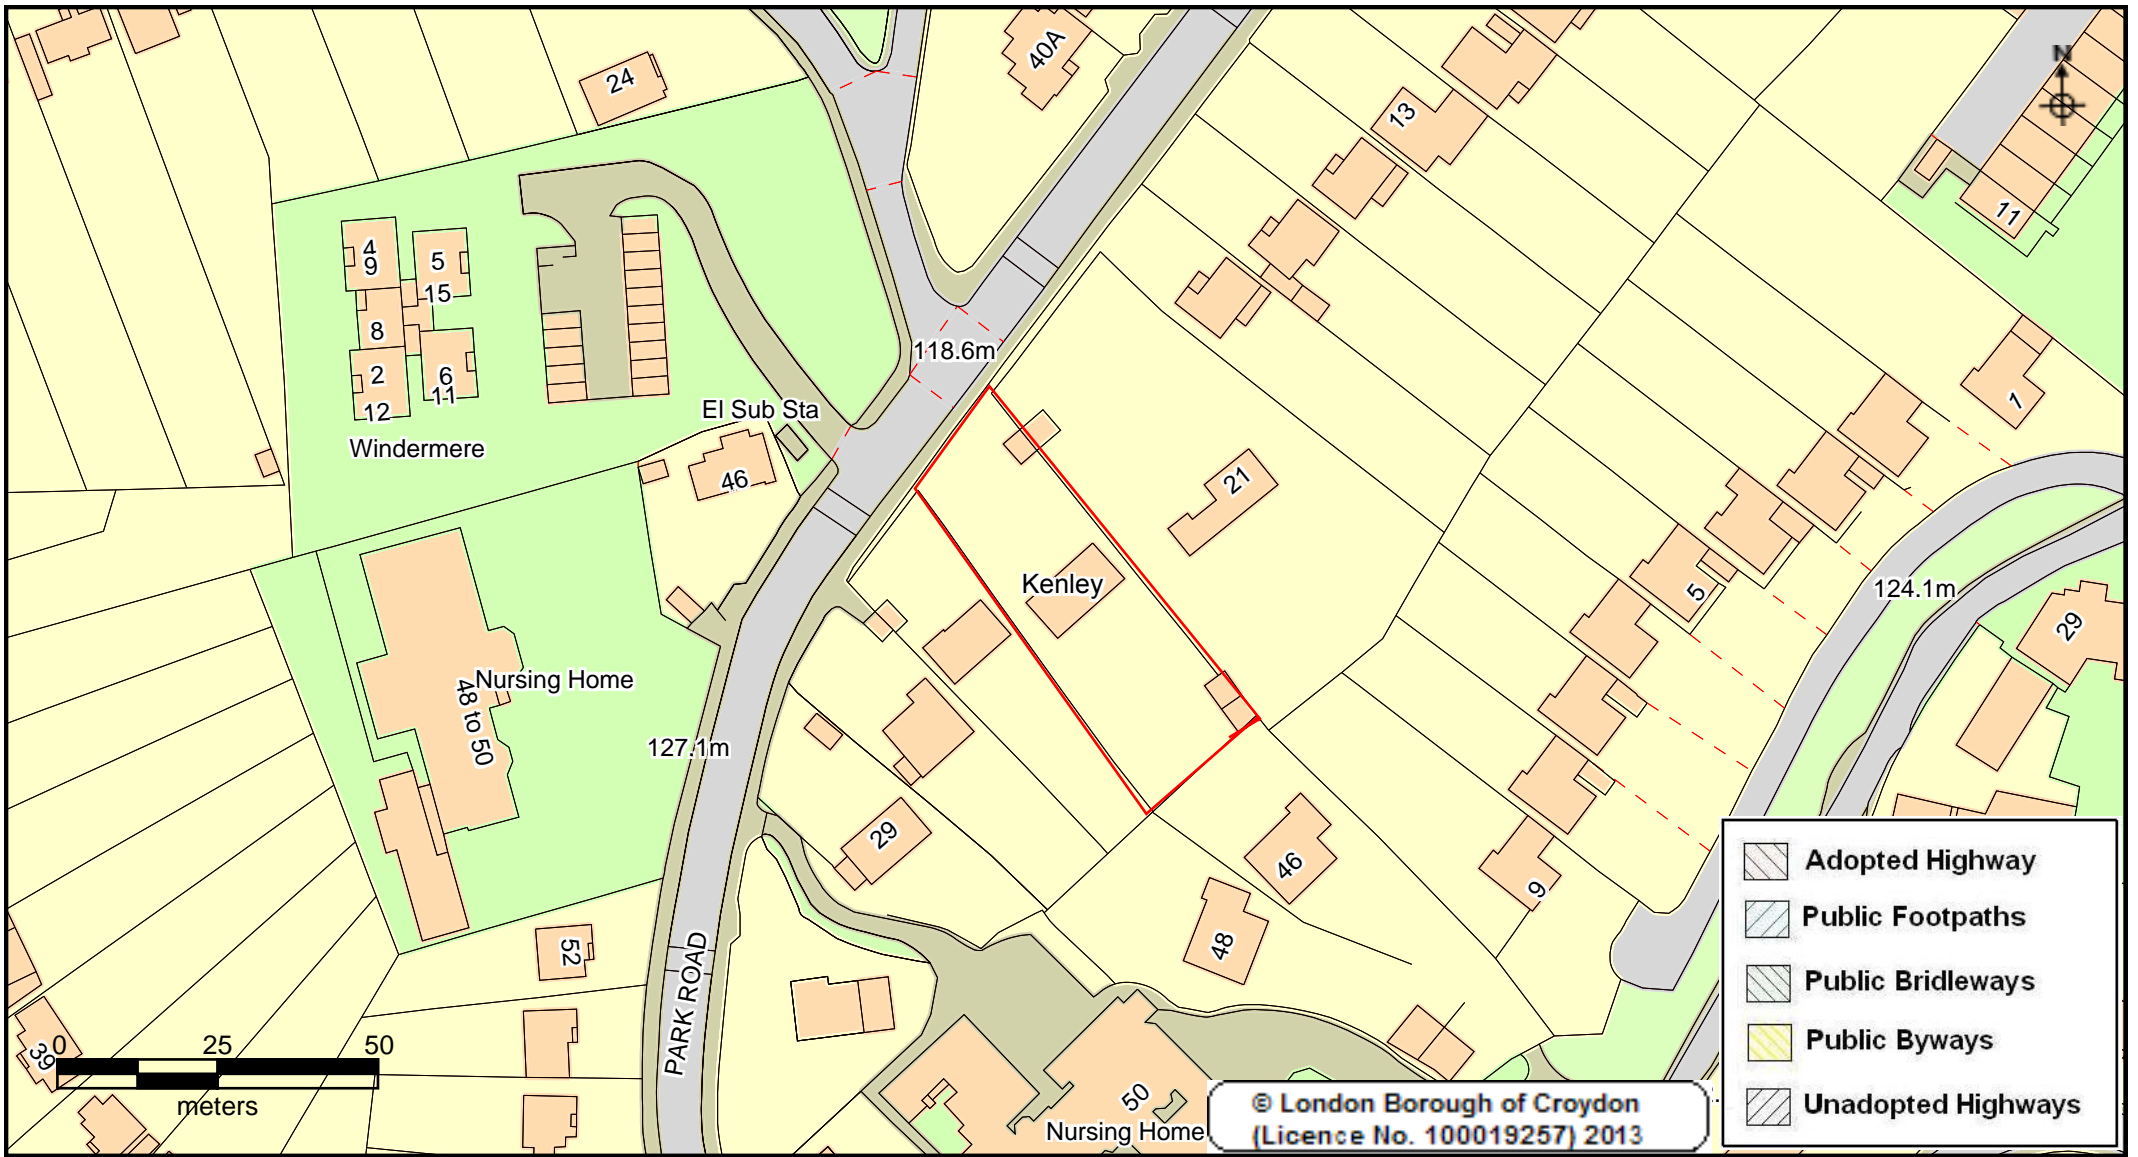 24
40A
N
13
11
4
9
5
15
8
2
12
6
11
Windermere
El Sub Sta
46
118.6m
21
1
Kenley
5
124.1m
29
Nursing Home
48 to 50
127.1m
29
46
9
48
52
PARK ROAD
39
0 25 50
meters
50
Nursing Home
© London Borough of Croydon
(Licence No. 100019257) 2013
Adopted Highway
Public Footpaths
Public Bridleways
Public Byways
Unadopted Highways